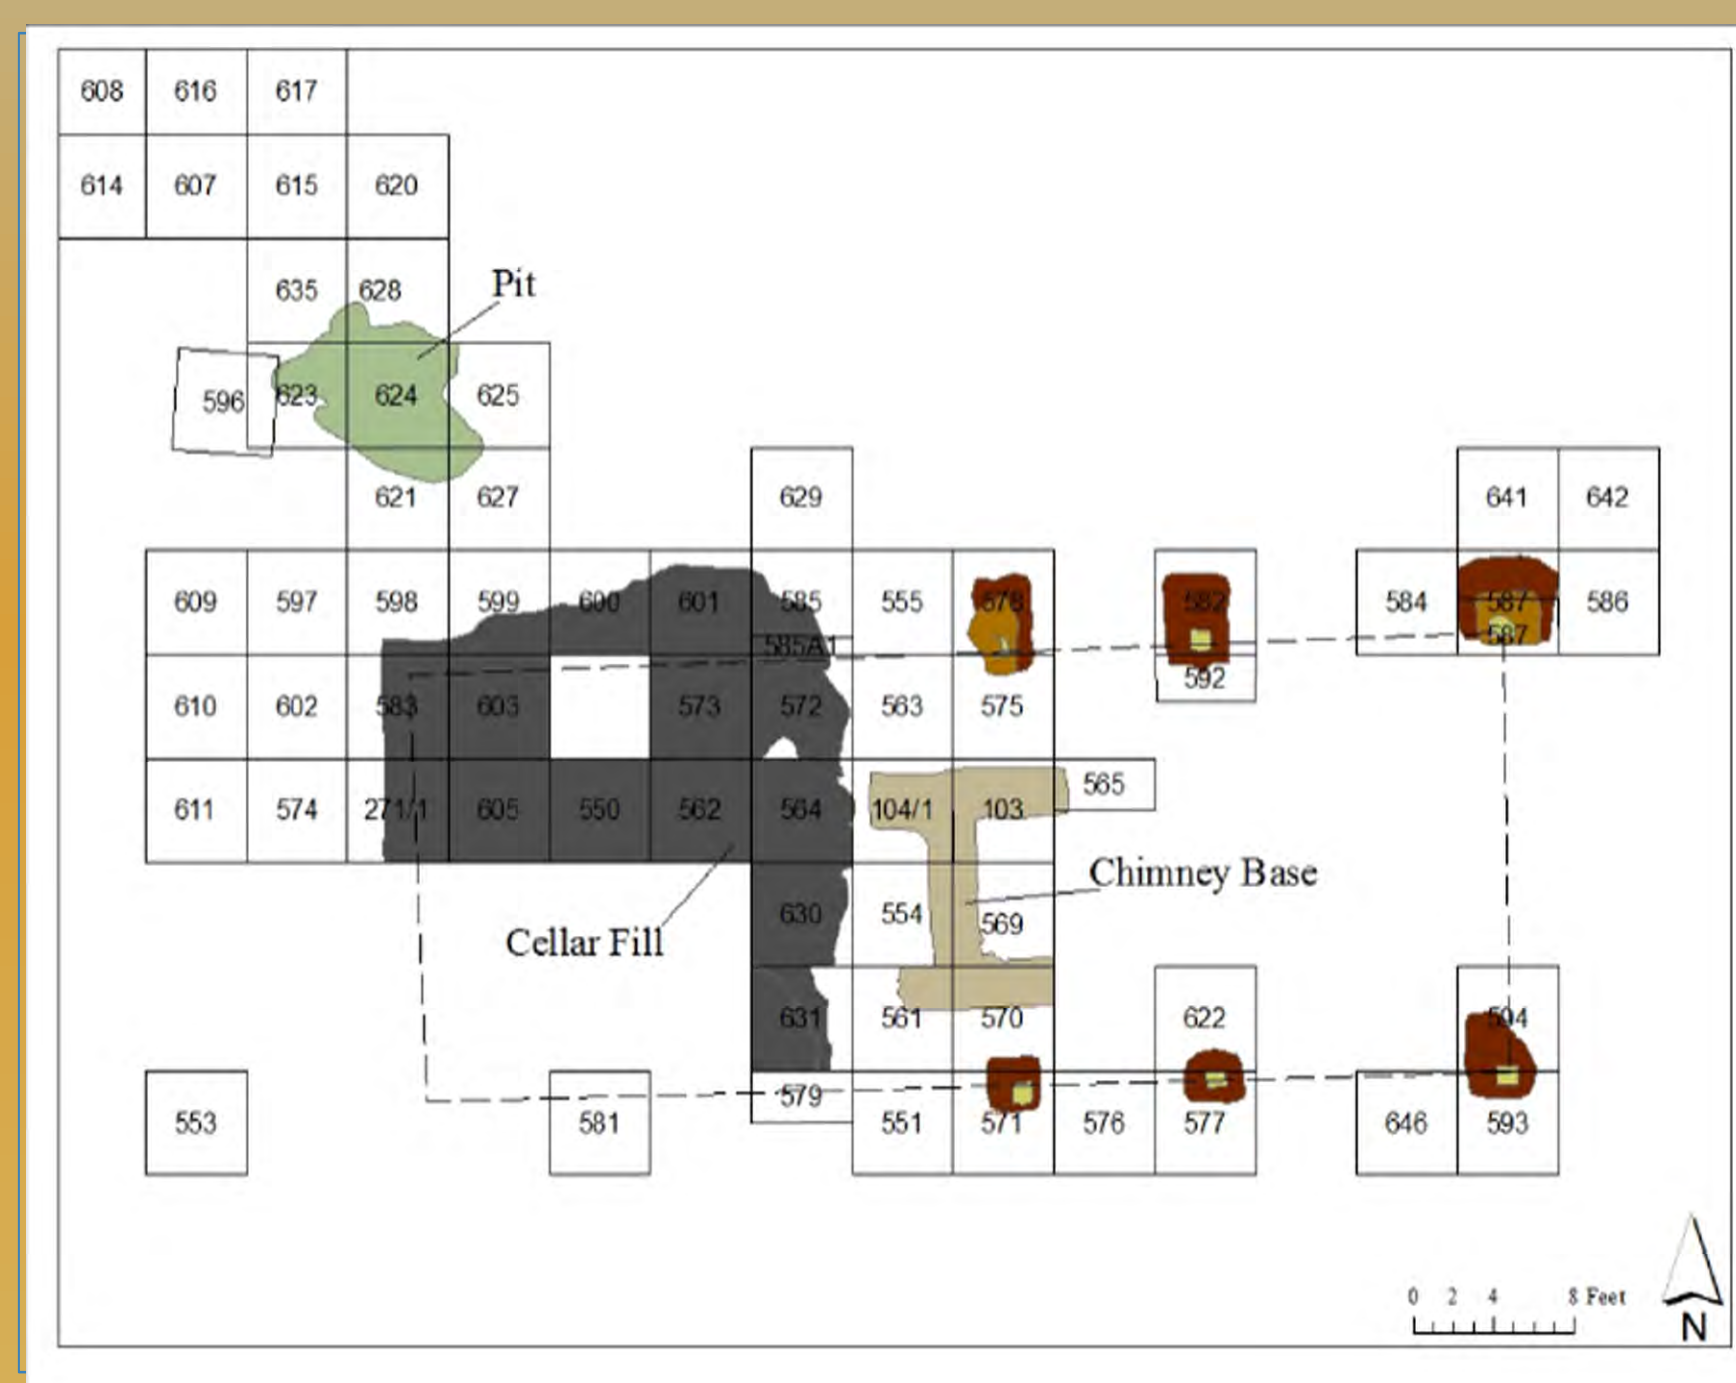 608 616 617
614 607 615 620
635 628 Pit
596 623 624 625
621 627 629 641 642
609 597 598 599 600 601 585 555 578 582 584 587 586
585A1 587
592
610 602 583 603 573 572 563 575
565
611 574 271/1 605 550 562 564 104/1 103
Chimney Base
630 554 569
Cellar Fill
631 561 570 622 594
579
553 581 551 571 576 577 646 593
0 2 4 8 Feet
N